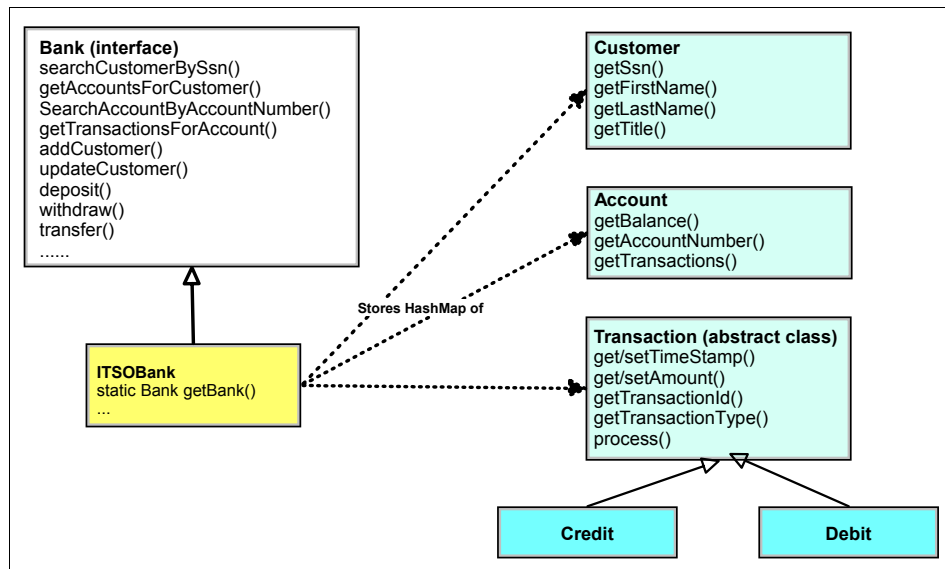 Bank (interface)
searchCustomerBySsn()
getAccountsForCustomer()
SearchAccountByAccountNumber()
getTransactionsForAccount()
addCustomer()
updateCustomer()
deposit()
withdraw()
transfer()
......
Customer
getSsn()
getFirstName()
getLastName()
getTitle()
Account
getBalance()
getAccountNumber()
getTransactions()
Stores HashMap of
ITSOBank
static Bank getBank()
...
Transaction (abstract class)
get/setTimeStamp()
get/setAmount()
getTransactionId()
getTransactionType()
process()
Credit
Debit